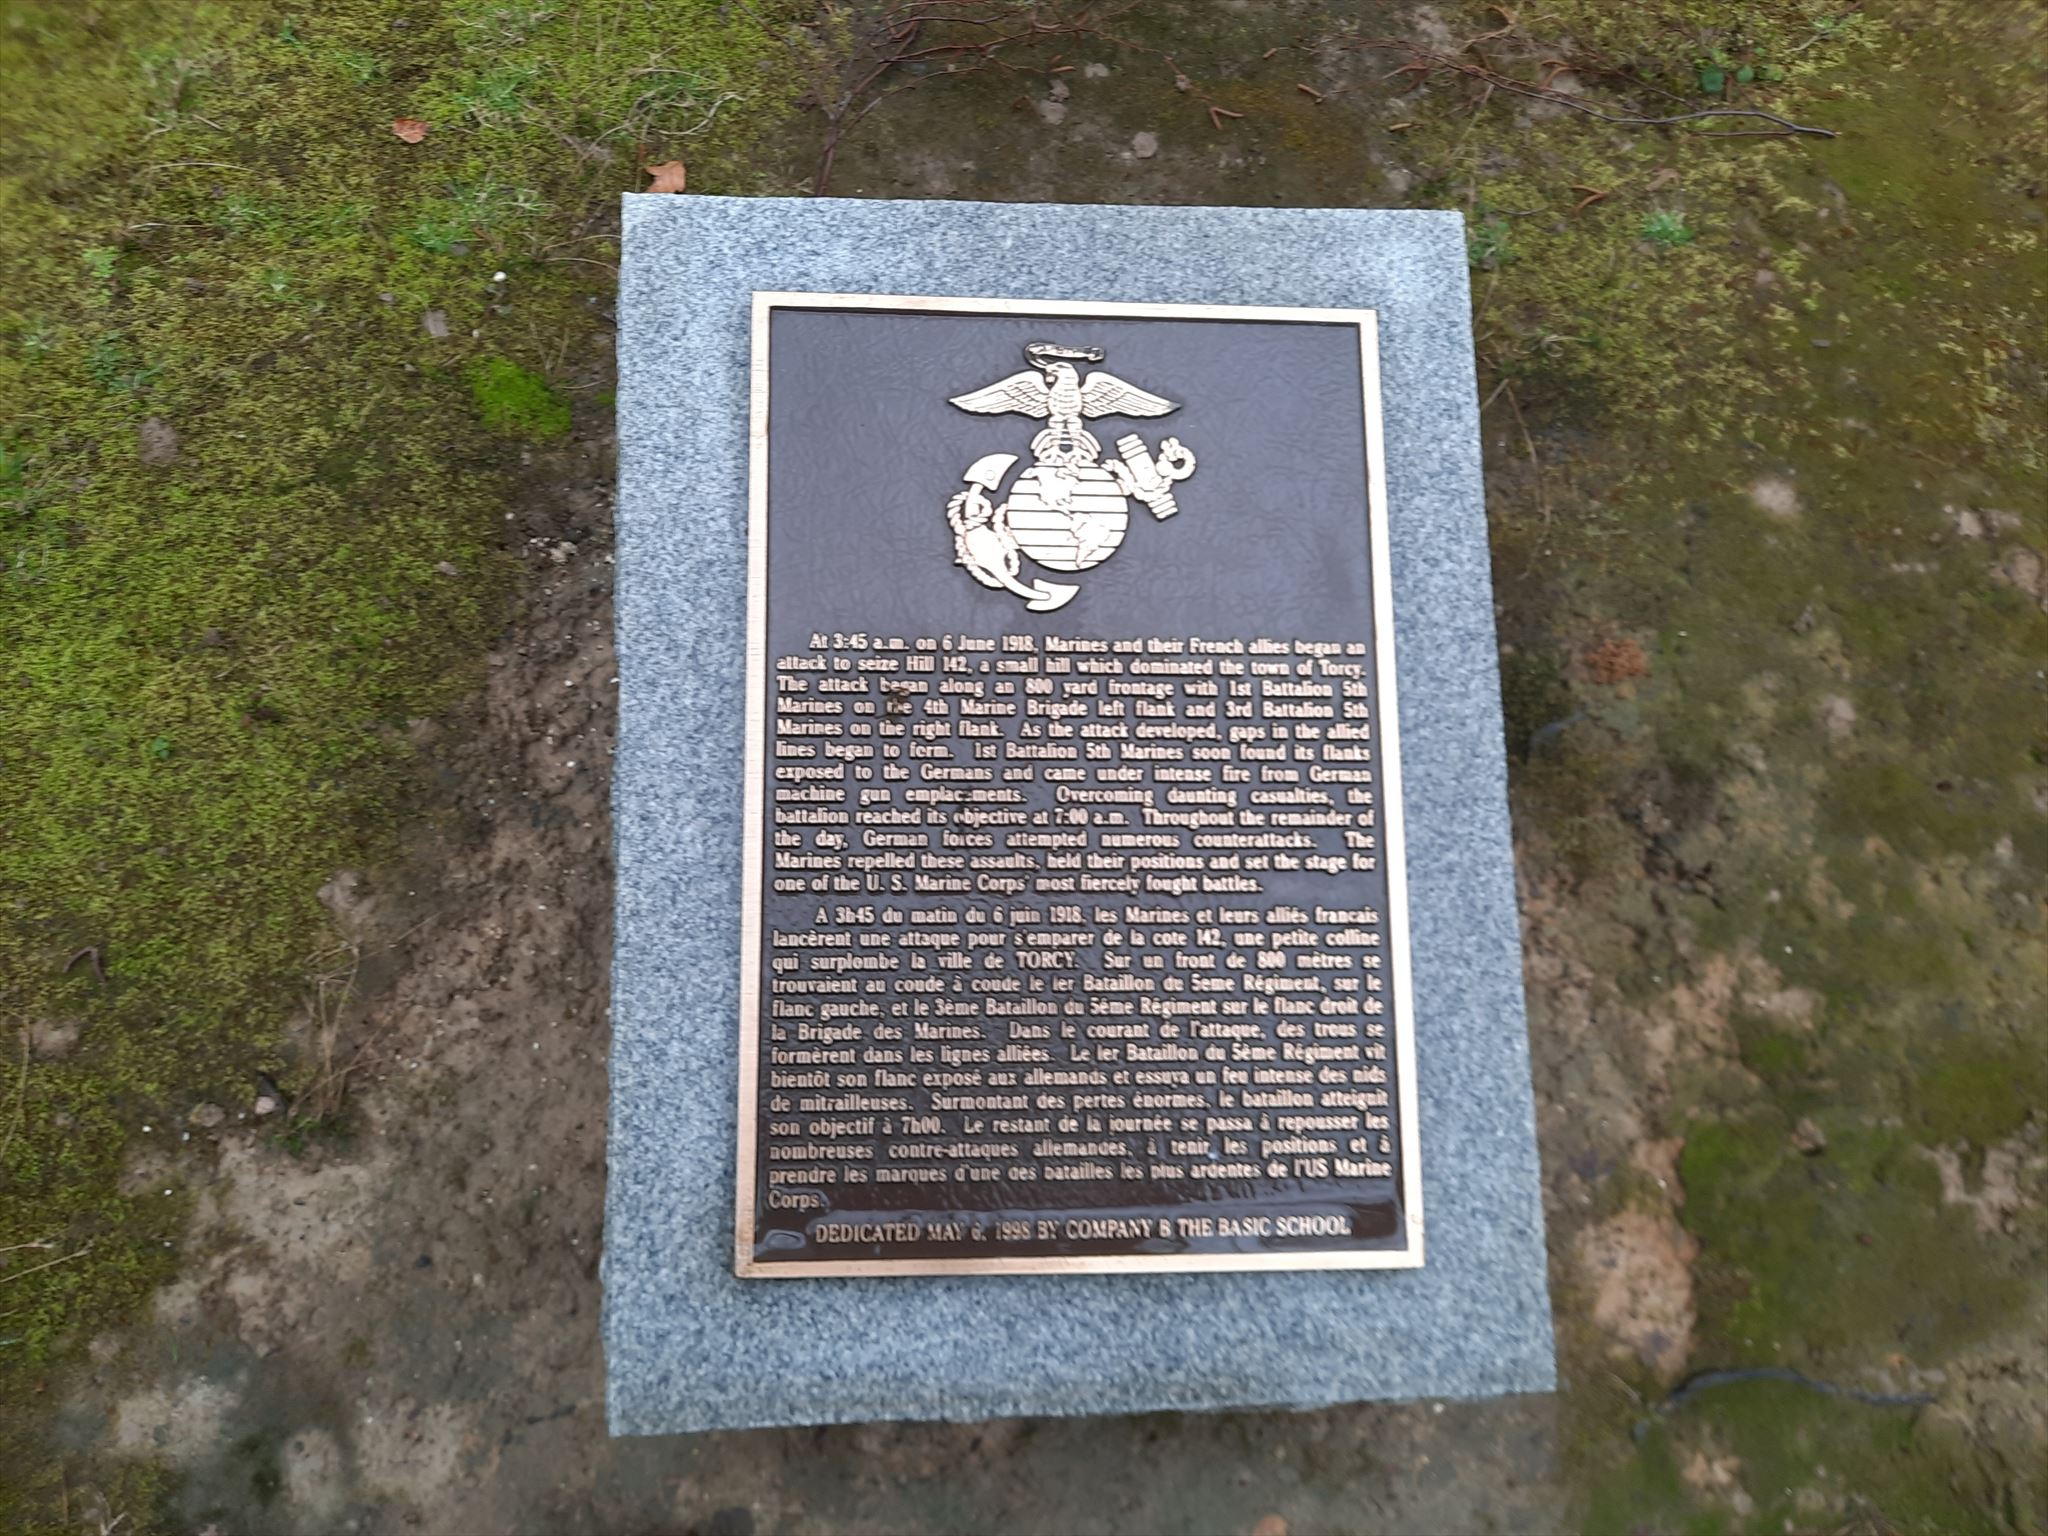 At 3:45 a.m. on 6 June 1918, Marines and their French allies began an
attack to seize Hill 142, a small hill which dominated the town of Torcy.
The attack began along an 800 yard frontage with 1st Battalion 5th
Marines on the 4th Marine Brigade left flank and 3rd Battalion 5th
Marines on the right flank. As the attack developed, gaps in the allied
lines began to form. 1st Battalion 5th Marines soon found its flanks
exposed to the Germans and came under intense fire from German
machine gun emplacements. Overcoming daunting casualties, the
battalion reached its objective at 7:00 a.m. Throughout the remainder of
the day, German forces attempted numerous counterattacks. The
Marines repelled these assaults, held their positions and set the stage for
one of the U. S. Marine Corps' most fiercely fought battles.
A 3h45 du matin du 6 juin 1918, les Marines et leurs alliés francais
lancèrent une attaque pour s'emparer de la cote 142, une petite colline
qui surplombe la ville de TORCY. Sur un front de 800 mètres se
trouvaient au coude à coude le 1er Bataillon du 5eme Régiment, sur le
flanc gauche, et le 3ème Bataillon du 5éme Régiment sur le flanc droit de
la Brigade des Marines. Dans le courant de l'attaque, des trous se
formèrent dans les lignes alliées. Le 1er Bataillon du 5ème Régiment vit
bientôt son flanc exposé aux allemands et essuya un feu intense des nids
de mitrailleuses. Surmontant des pertes énormes, le bataillon atteignit
son objectif à 7h00. Le restant de la journée se passa à repousser les
nombreuses contre-attaques allemandes, à tenir les positions et à
prendre les marques d'une des batailles les plus ardentes de l'US Marine
Corps.
DEDICATED MAY 6, 1998 BY COMPANY B THE BASIC SCHOOL